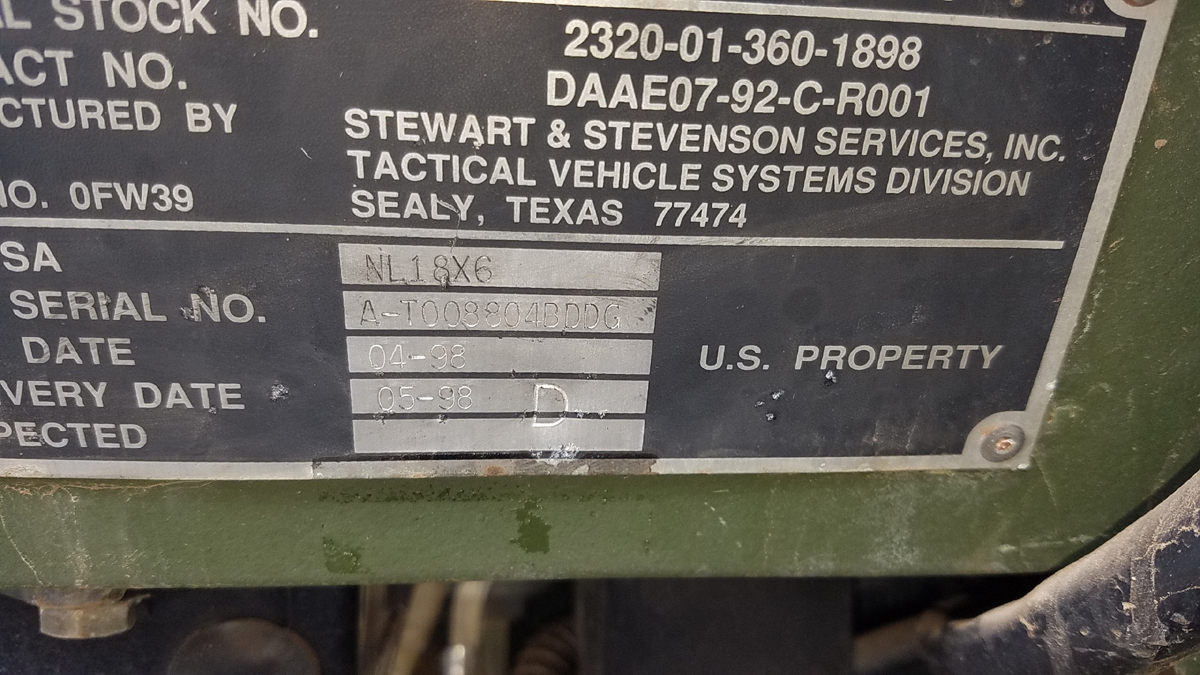 L STOCK NO. 2320-01-360-1898
ACT NO. DAAE07-92-C-R001
CTURED BY STEWART & STEVENSON SERVICES, INC.
TACTICAL VEHICLE SYSTEMS DIVISION
NO. 0FW39 SEALY, TEXAS 77474
SA NL18X6
SERIAL NO. A-T008804BDDG
DATE 04-98
U.S. PROPERTY
VERY DATE 05-98 D
PECTED